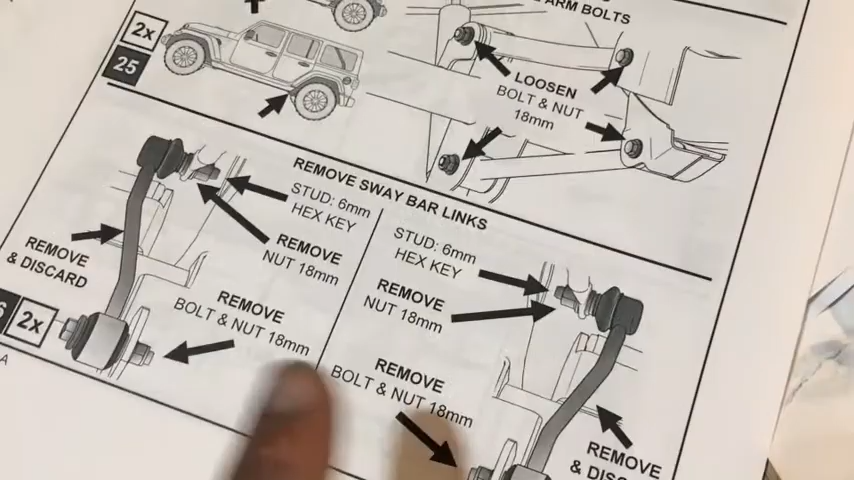 ARM BOLTS
2x
25
LOOSEN
BOLT & NUT
18mm
REMOVE SWAY BAR LINKS
STUD: 6mm
HEX KEY
REMOVE
NUT 18mm
REMOVE
& DISCARD
REMOVE
BOLT & NUT 18mm
2x
A
STUD: 6mm
HEX KEY
REMOVE
NUT 18mm
REMOVE
BOLT & NUT 18mm
REMOVE
& DIS